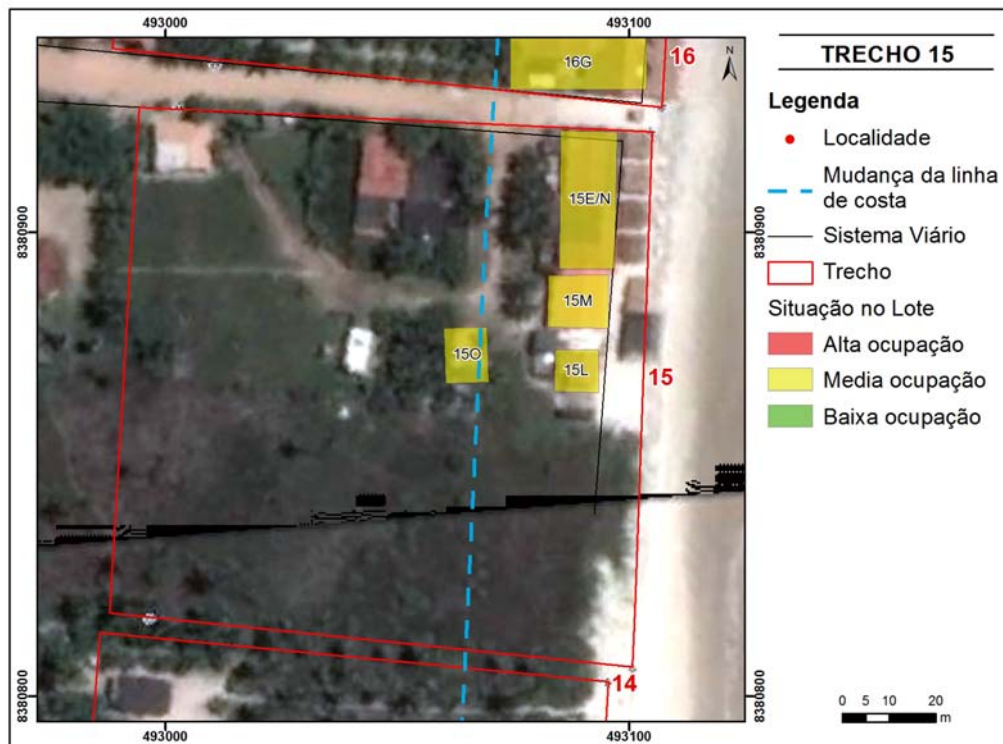 493000
493100
N
16
16G
TRECHO 15
Legenda
Localidade
Mudança da linha
de costa
Sistema Viário
Trecho
Situação no Lote
Alta ocupação
Media ocupação
Baixa ocupação
15E/N
8380900
8380900
15M
15O
15L
15
14
8380800
8380800
0 5 10 20
m
493000
493100